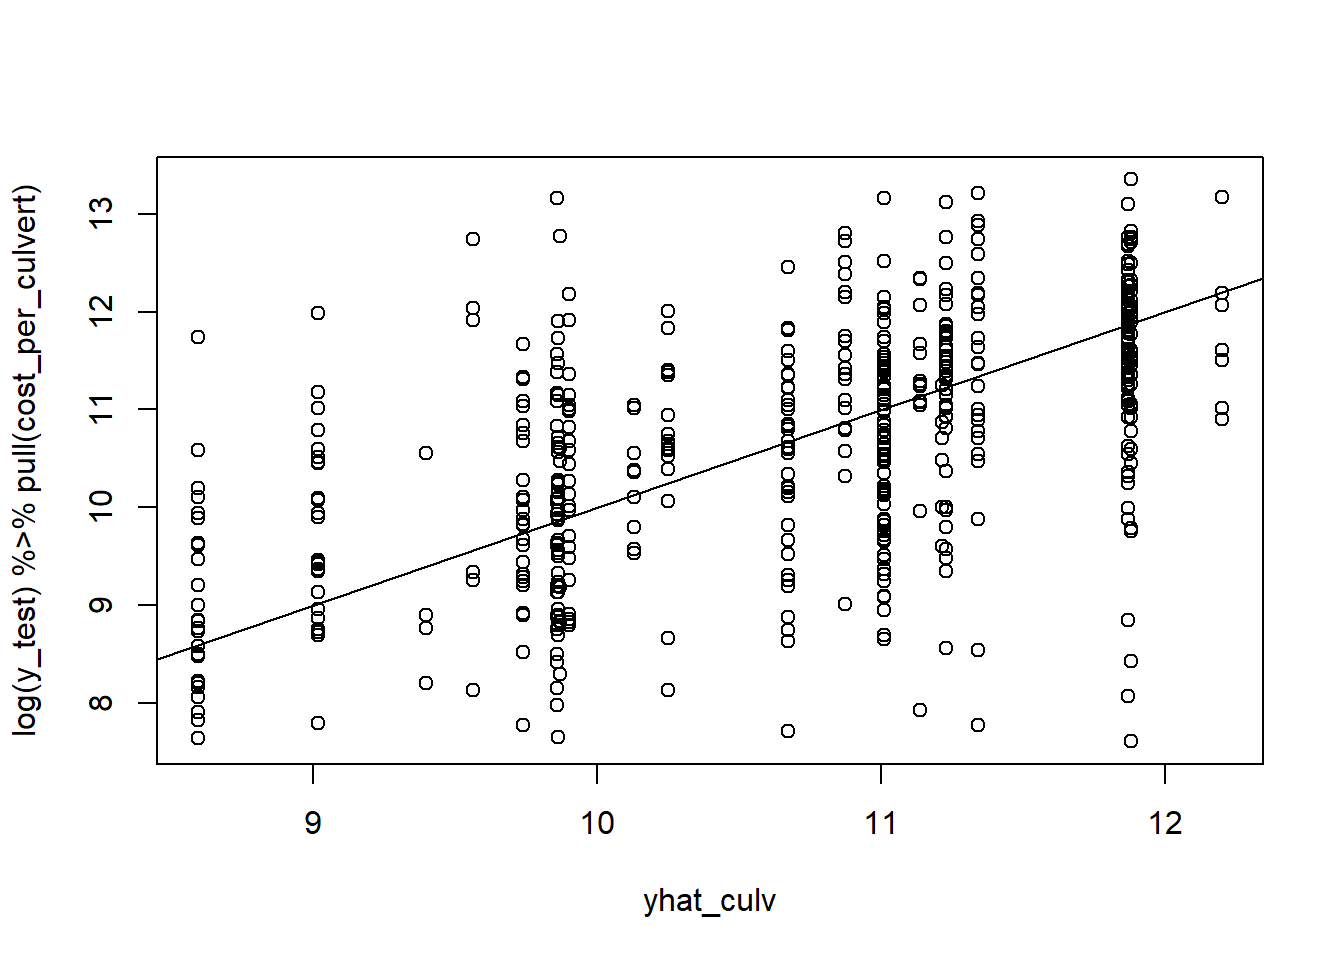 log(y_test) %>% pull(cost_per_culvert)
13
12
11
10
9
8
9 10 11 12
yhat_culv